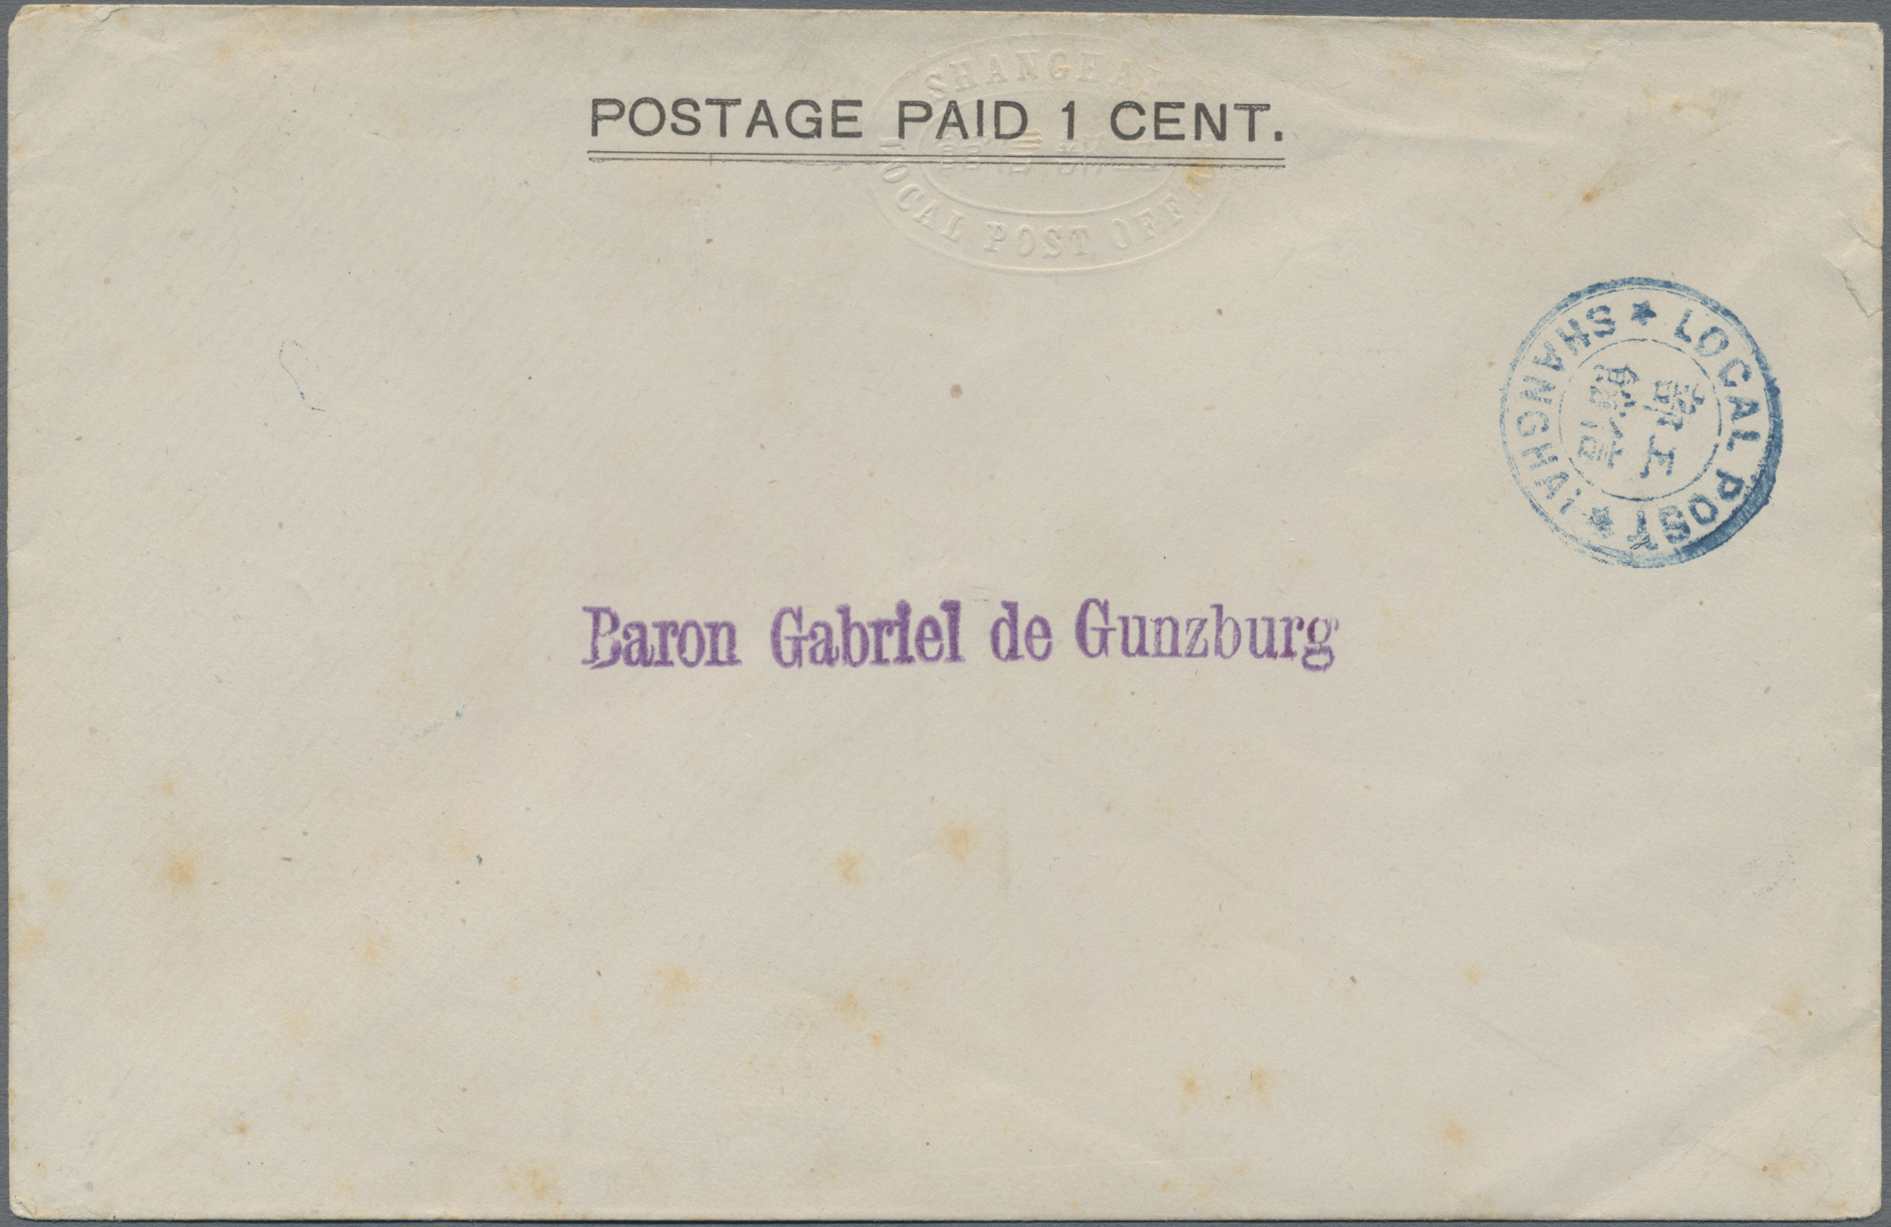 SHANGHAI
POSTAGE PAID 1 CENT.
LOCAL POST OFFICE
LOCAL POST
SHANGHAI
Baron Gabriel de Gunzburg